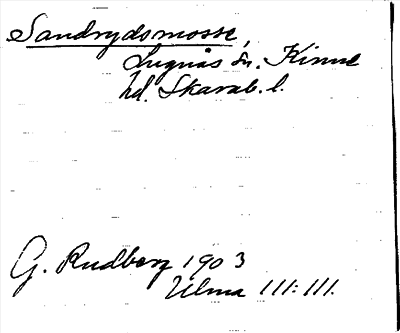 Sandrydsmosse,
Lugnås sn. Kinne
hd. Skarab. l.
G. Rudberg 1903
Ulma 111:111.